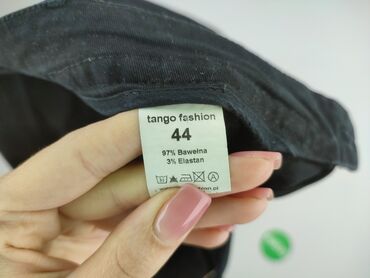 tango fashion
44
97% Bawełna
3% Elastan